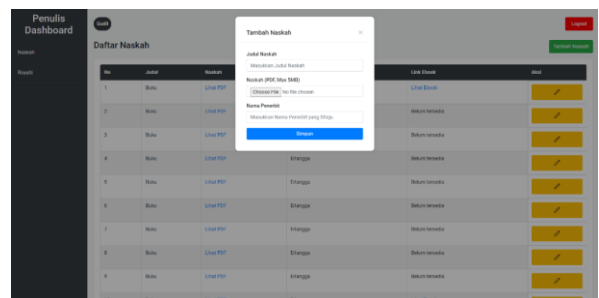 Penulis
Dashboard
Naskah
Royalti
Logout
Daftar Naskah
Tambah Naskah
Tambah Naskah ×
Judul Naskah
Masukkan Judul Naskah
Naskah (PDF, Max 5MB)
Choose File No file chosen
Nama Penerbit
Masukkan Nama Penerbit yang dituju
Simpan
No Judul Naskah Link Ebook Aksi
1 Buku Lihat PDF Lihat Ebook
2 Buku Lihat PDF Belum tersedia
3 Buku Lihat PDF Belum tersedia
4 Buku Lihat PDF Erlangga Belum tersedia
5 Buku Lihat PDF Erlangga Belum tersedia
6 Buku Lihat PDF Erlangga Belum tersedia
7 Buku Lihat PDF Erlangga Belum tersedia
8 Buku Lihat PDF Erlangga Belum tersedia
9 Buku Lihat PDF Erlangga Belum tersedia